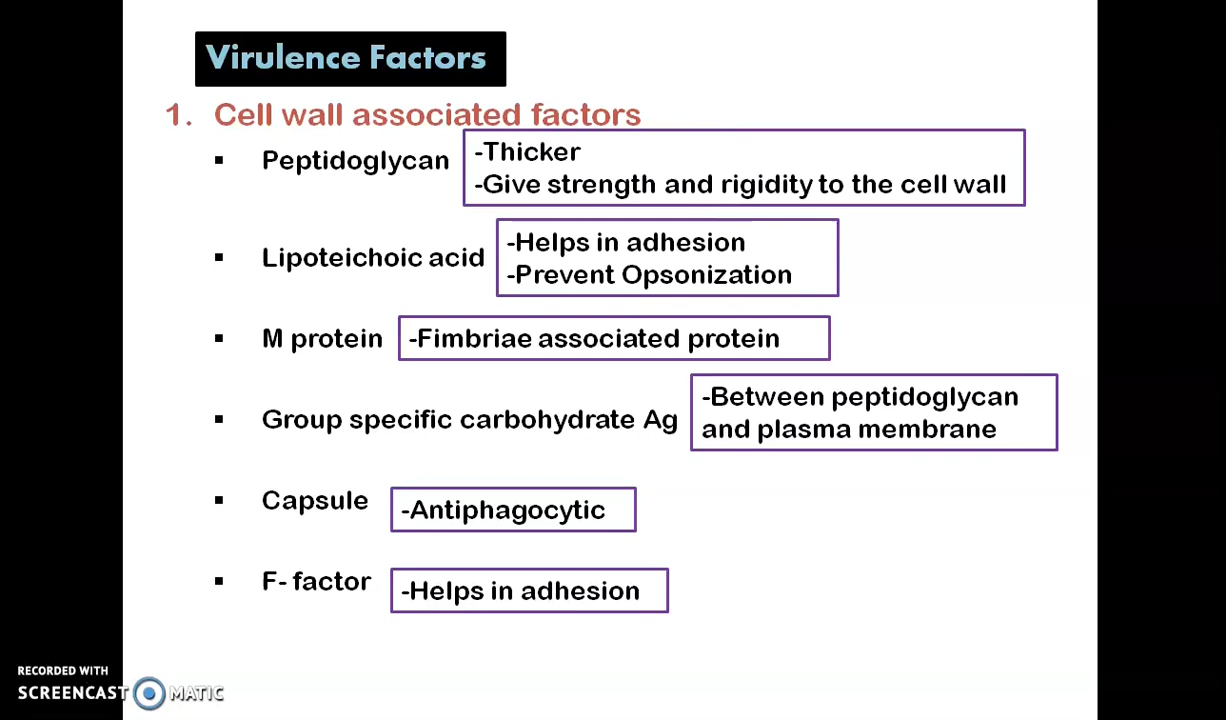 Virulence Factors
1. Cell wall associated factors
▪ Peptidoglycan
-Thicker
-Give strength and rigidity to the cell wall
▪ Lipoteichoic acid
-Helps in adhesion
-Prevent Opsonization
▪ M protein
-Fimbriae associated protein
▪ Group specific carbohydrate Ag
-Between peptidoglycan
and plasma membrane
▪ Capsule
-Antiphagocytic
▪ F- factor
-Helps in adhesion
RECORDED WITH
SCREENCAST MATIC